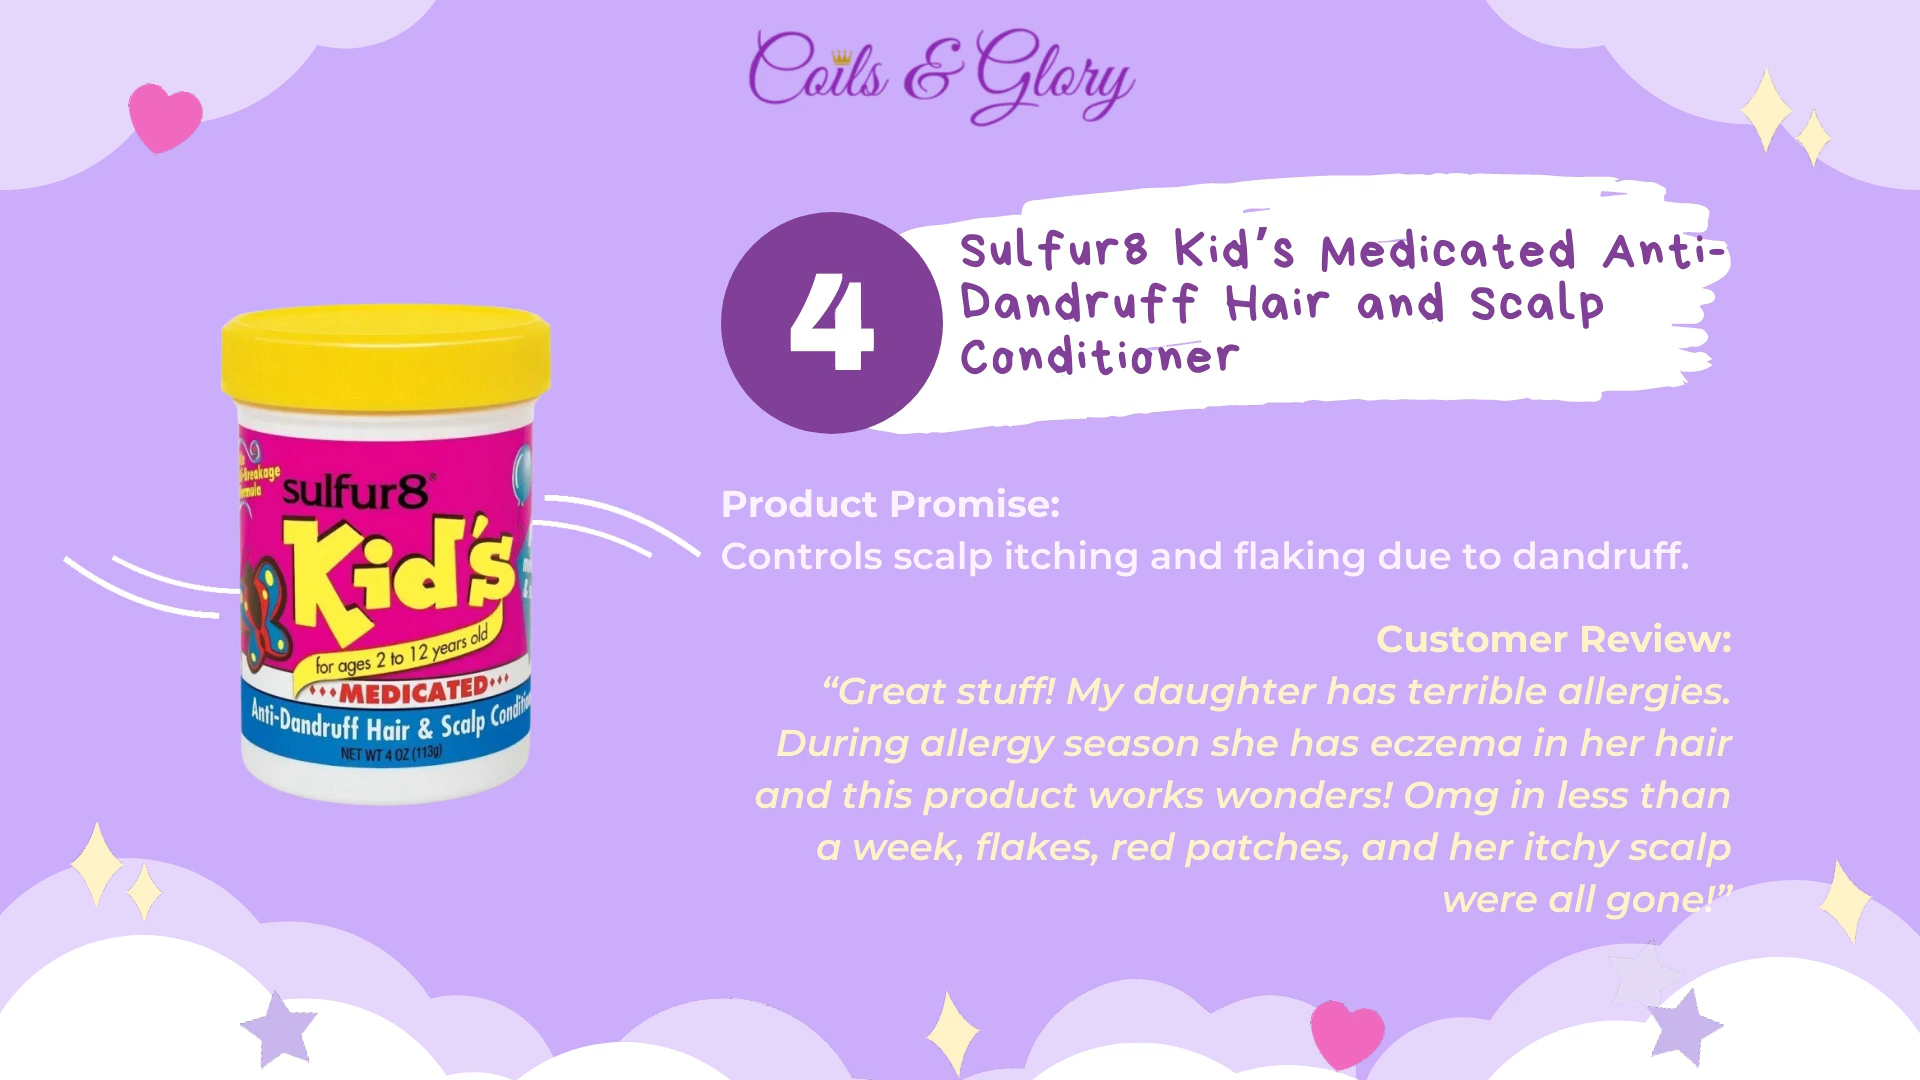 Coils & Glory
4
Sulfur8 Kid's Medicated Anti-
Dandruff Hair and Scalp
Conditioner
Product Promise:
Controls scalp itching and flaking due to dandruff.
Customer Review:
“Great stuff! My daughter has terrible allergies.
During allergy season she has eczema in her hair
and this product works wonders! Omg in less than
a week, flakes, red patches, and her itchy scalp
were all gone!”
sulfur8®
Kid's
for ages 2 to 12 years old
MEDICATED
Anti-Dandruff Hair & Scalp
NET WT 4 OZ (113g)